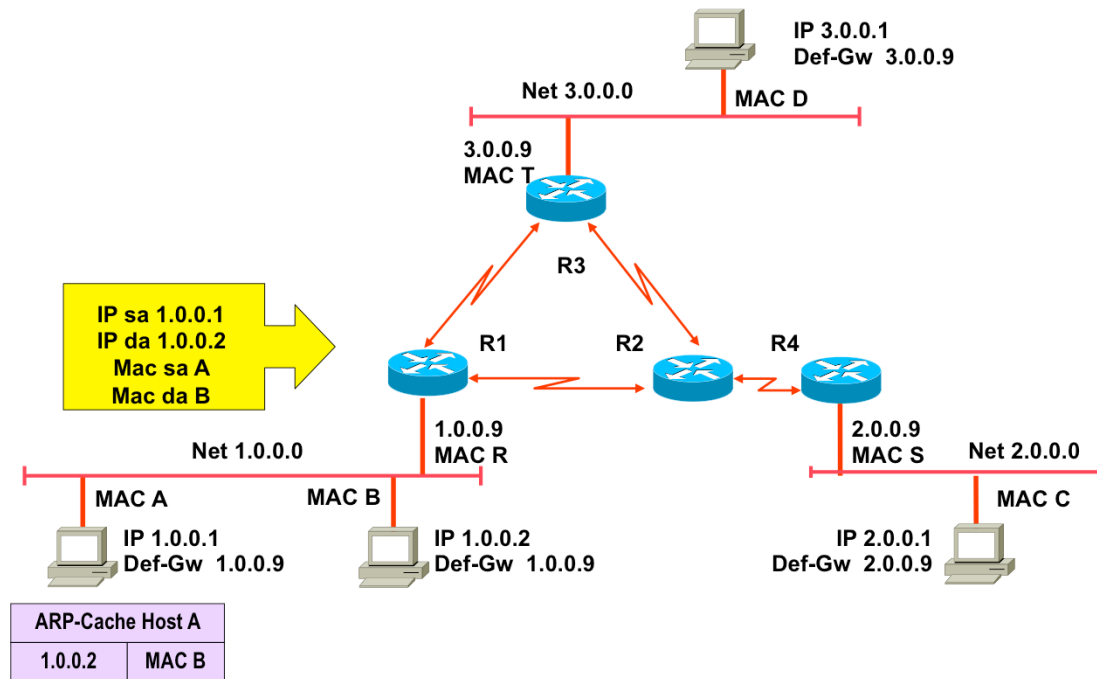 IP 3.0.0.1
Def-Gw 3.0.0.9
Net 3.0.0.0
MAC D
3.0.0.9
MAC T
R3
IP sa 1.0.0.1
IP da 1.0.0.2
Mac sa A
Mac da B
R1
R2
R4
1.0.0.9
MAC R
2.0.0.9
MAC S
Net 1.0.0.0
Net 2.0.0.0
MAC A
MAC B
MAC C
IP 1.0.0.1
Def-Gw 1.0.0.9
IP 1.0.0.2
Def-Gw 1.0.0.9
IP 2.0.0.1
Def-Gw 2.0.0.9
ARP-Cache Host A
1.0.0.2 MAC B